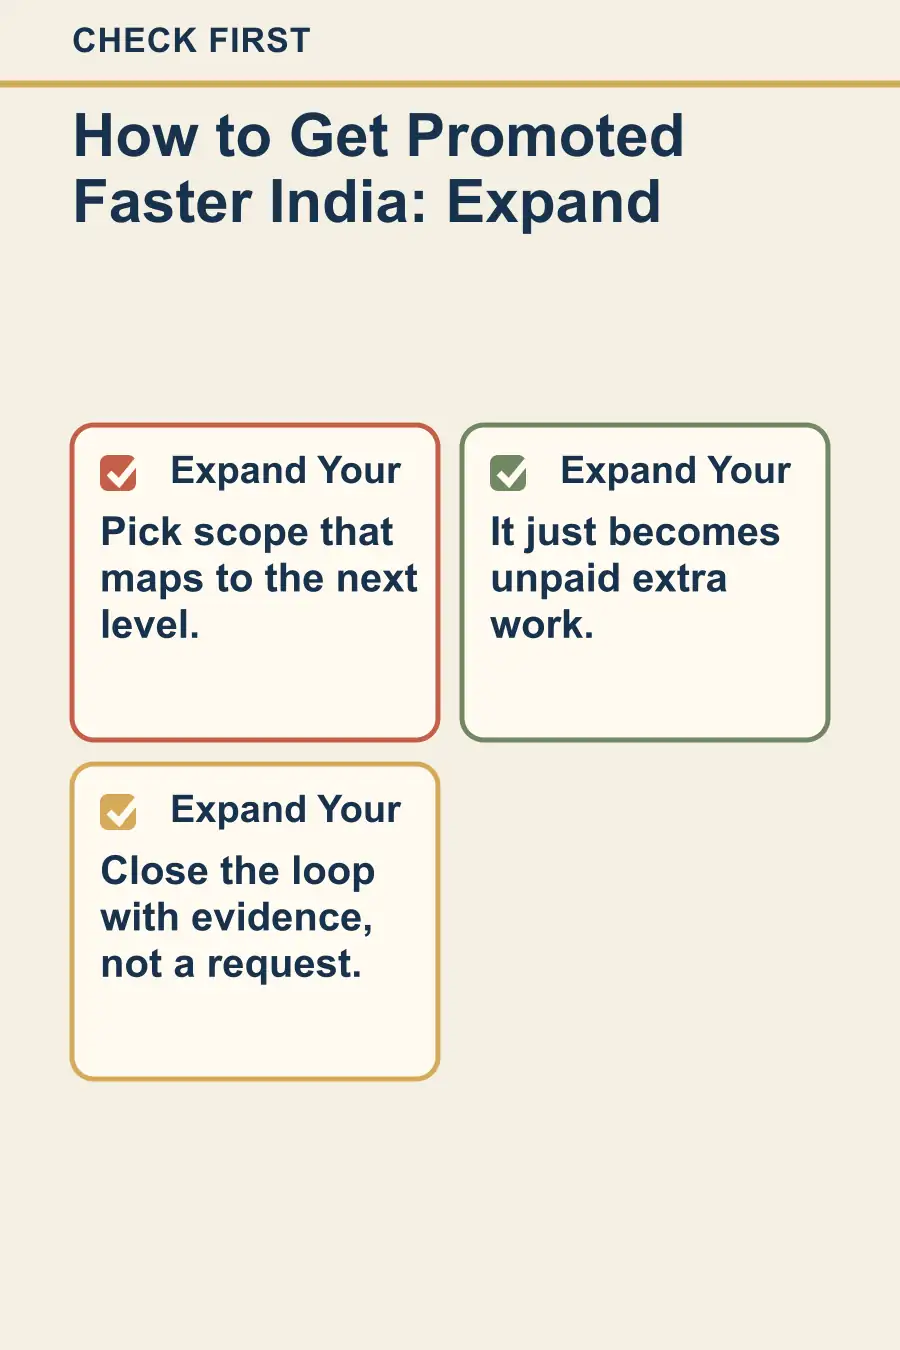 CHECK FIRST
How to Get Promoted
Faster India: Expand
Expand Your
Pick scope that
maps to the next
level.
Expand Your
It just becomes
unpaid extra
work.
Expand Your
Close the loop
with evidence,
not a request.